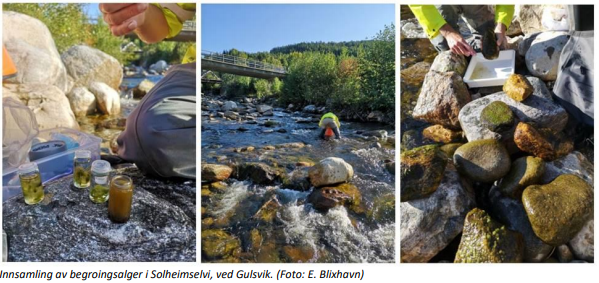 Innsamling av begroingsalger i Solheimselvi, ved Gulsvik. (Foto: E. Blixhavn)